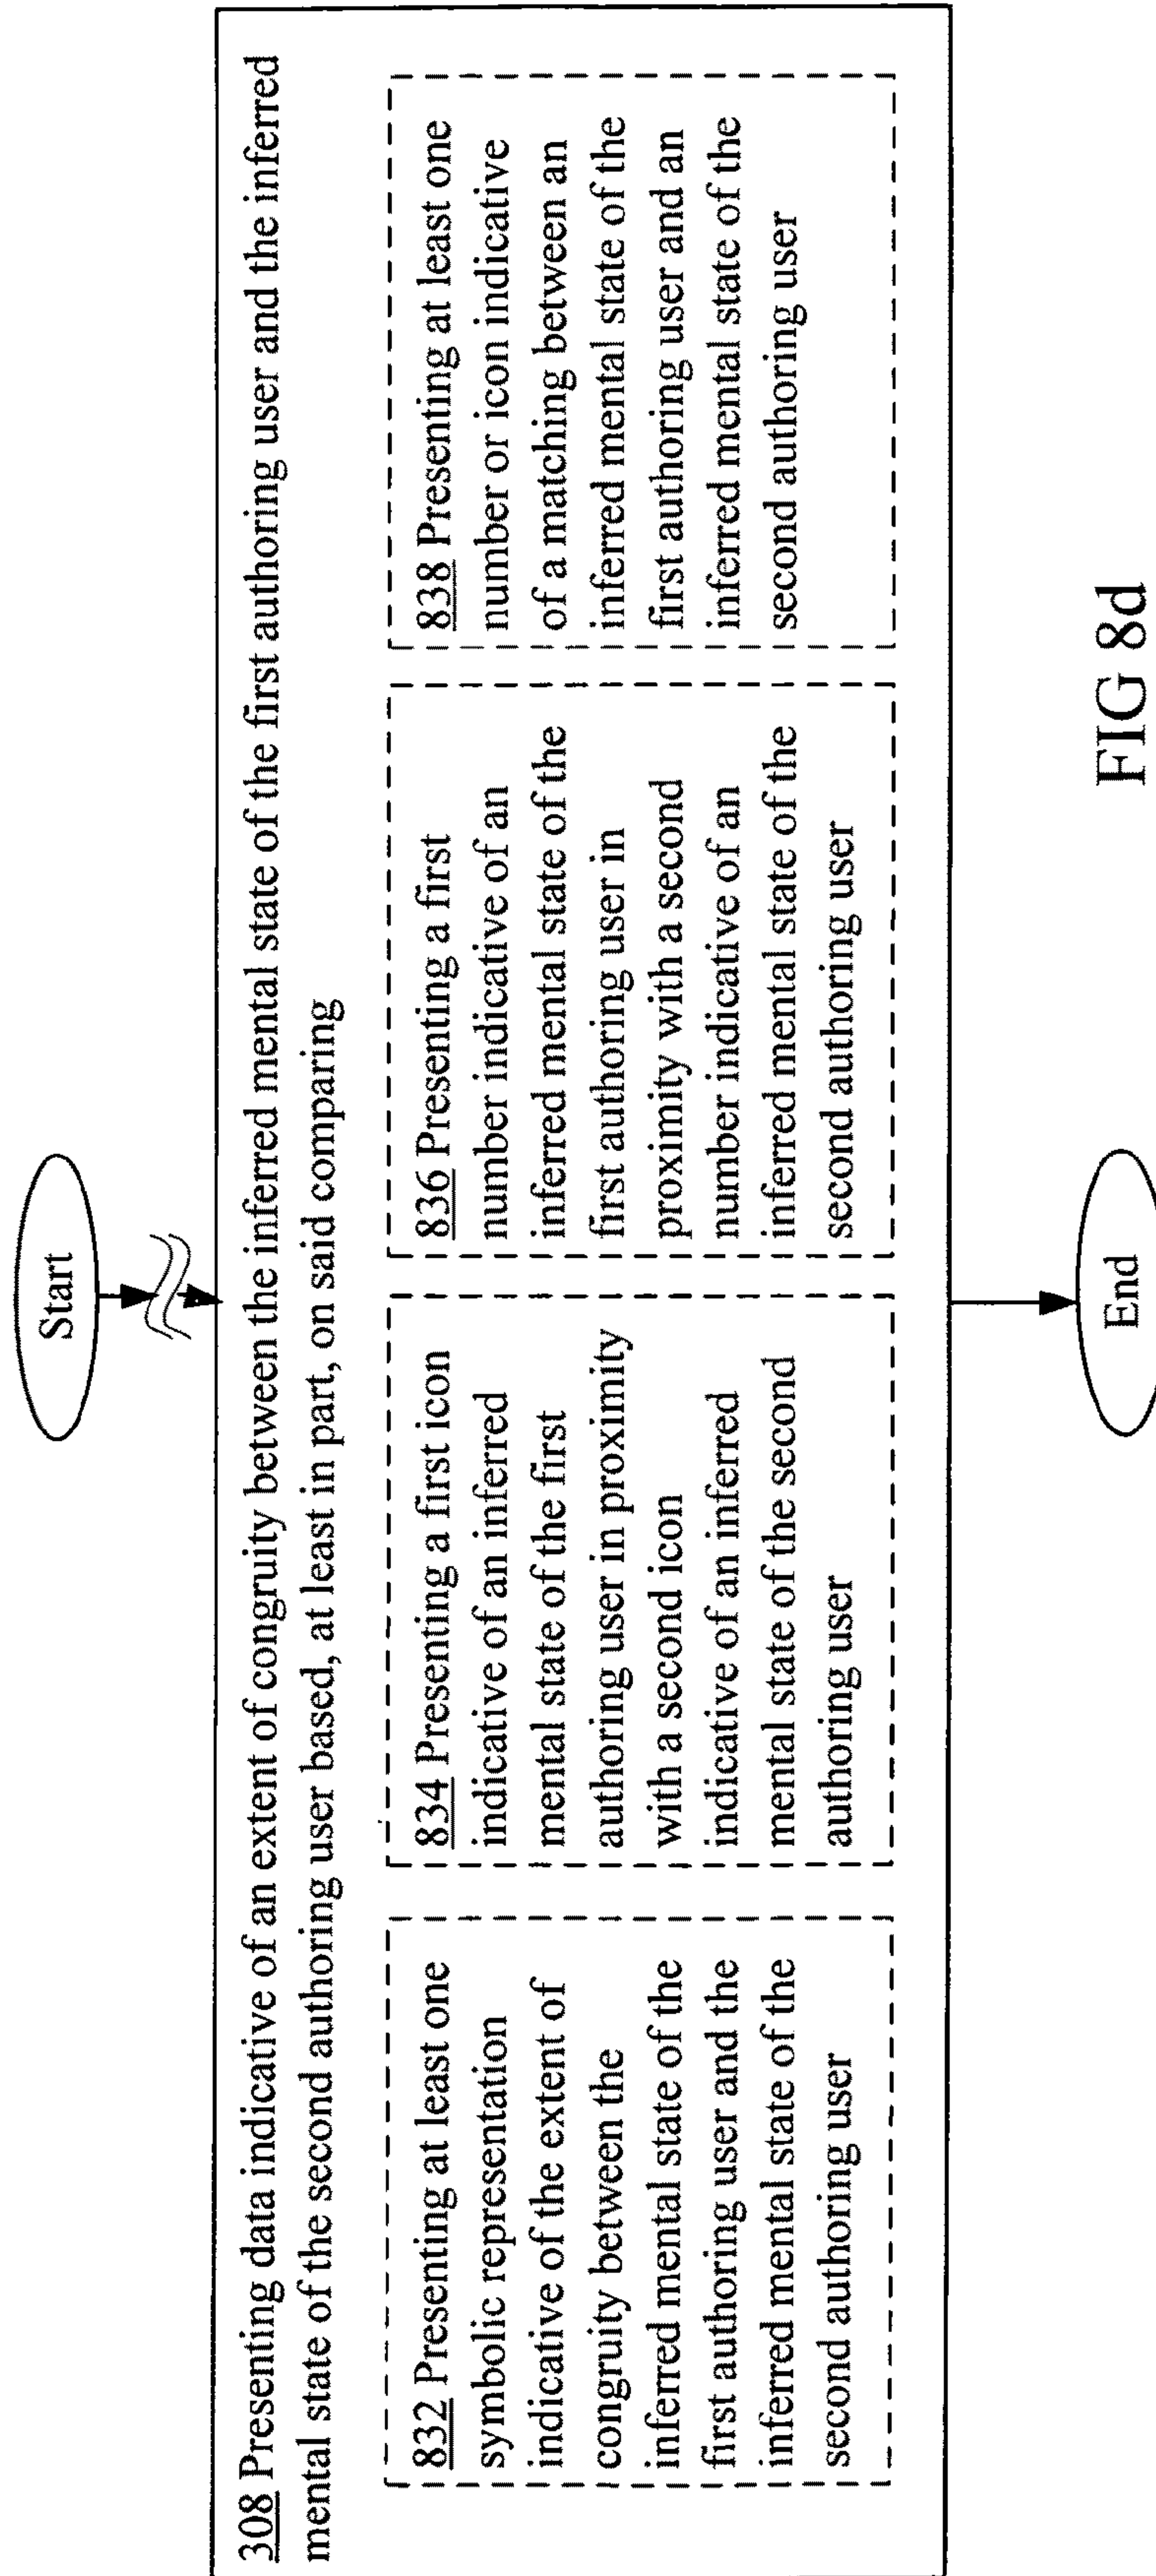 Start
308 Presenting data indicative of an extent of congruity between the inferred mental state of the first authoring user and the inferred
mental state of the second authoring user based, at least in part, on said comparing
832 Presenting at least one
symbolic representation
indicative of the extent of
congruity between the
inferred mental state of the
first authoring user and the
inferred mental state of the
second authoring user
834 Presenting a first icon
indicative of an inferred
mental state of the first
authoring user in proximity
with a second icon
indicative of an inferred
mental state of the second
authoring user
836 Presenting a first
number indicative of an
inferred mental state of the
first authoring user in
proximity with a second
number indicative of an
inferred mental state of the
second authoring user
838 Presenting at least one
number or icon indicative
of a matching between an
inferred mental state of the
first authoring user and an
inferred mental state of the
second authoring user
End
FIG 8d